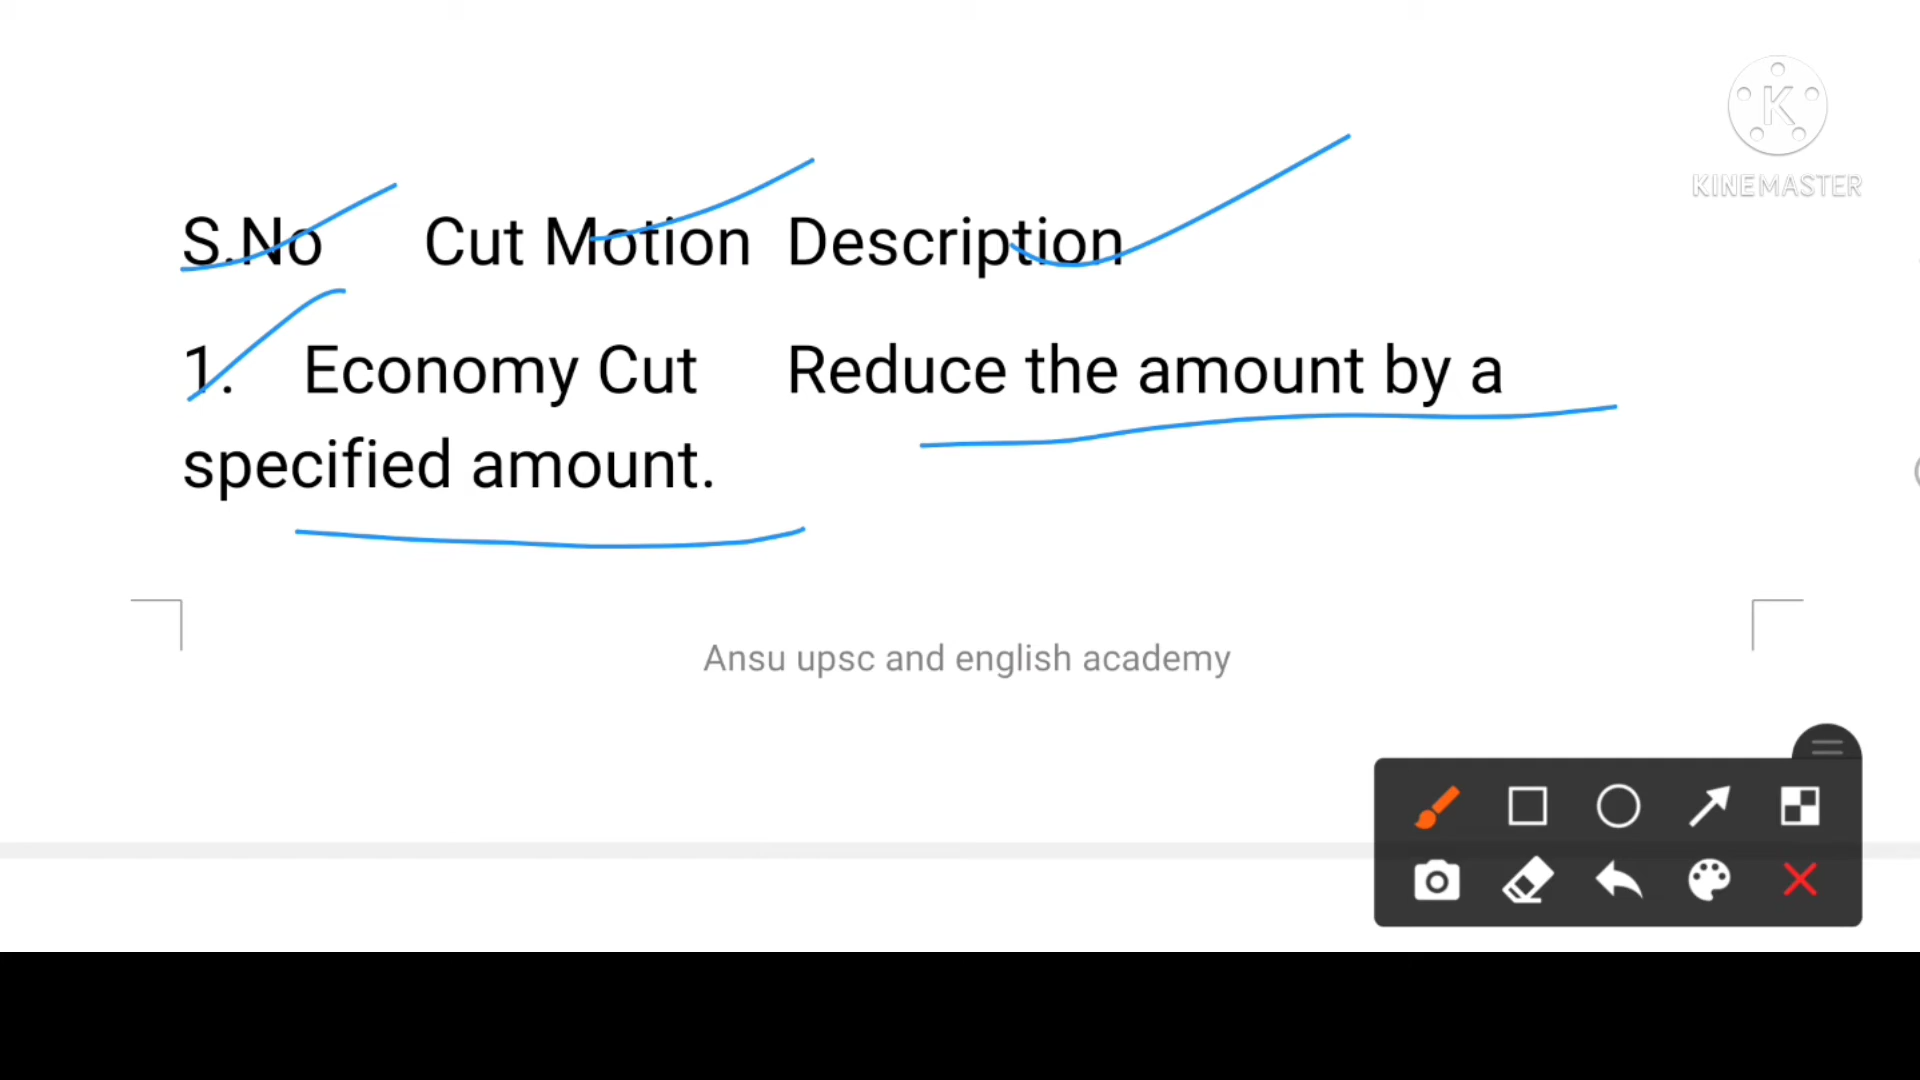 KINEMASTER
S.No Cut Motion Description
1. Economy Cut Reduce the amount by a
specified amount.
Ansu upsc and english academy